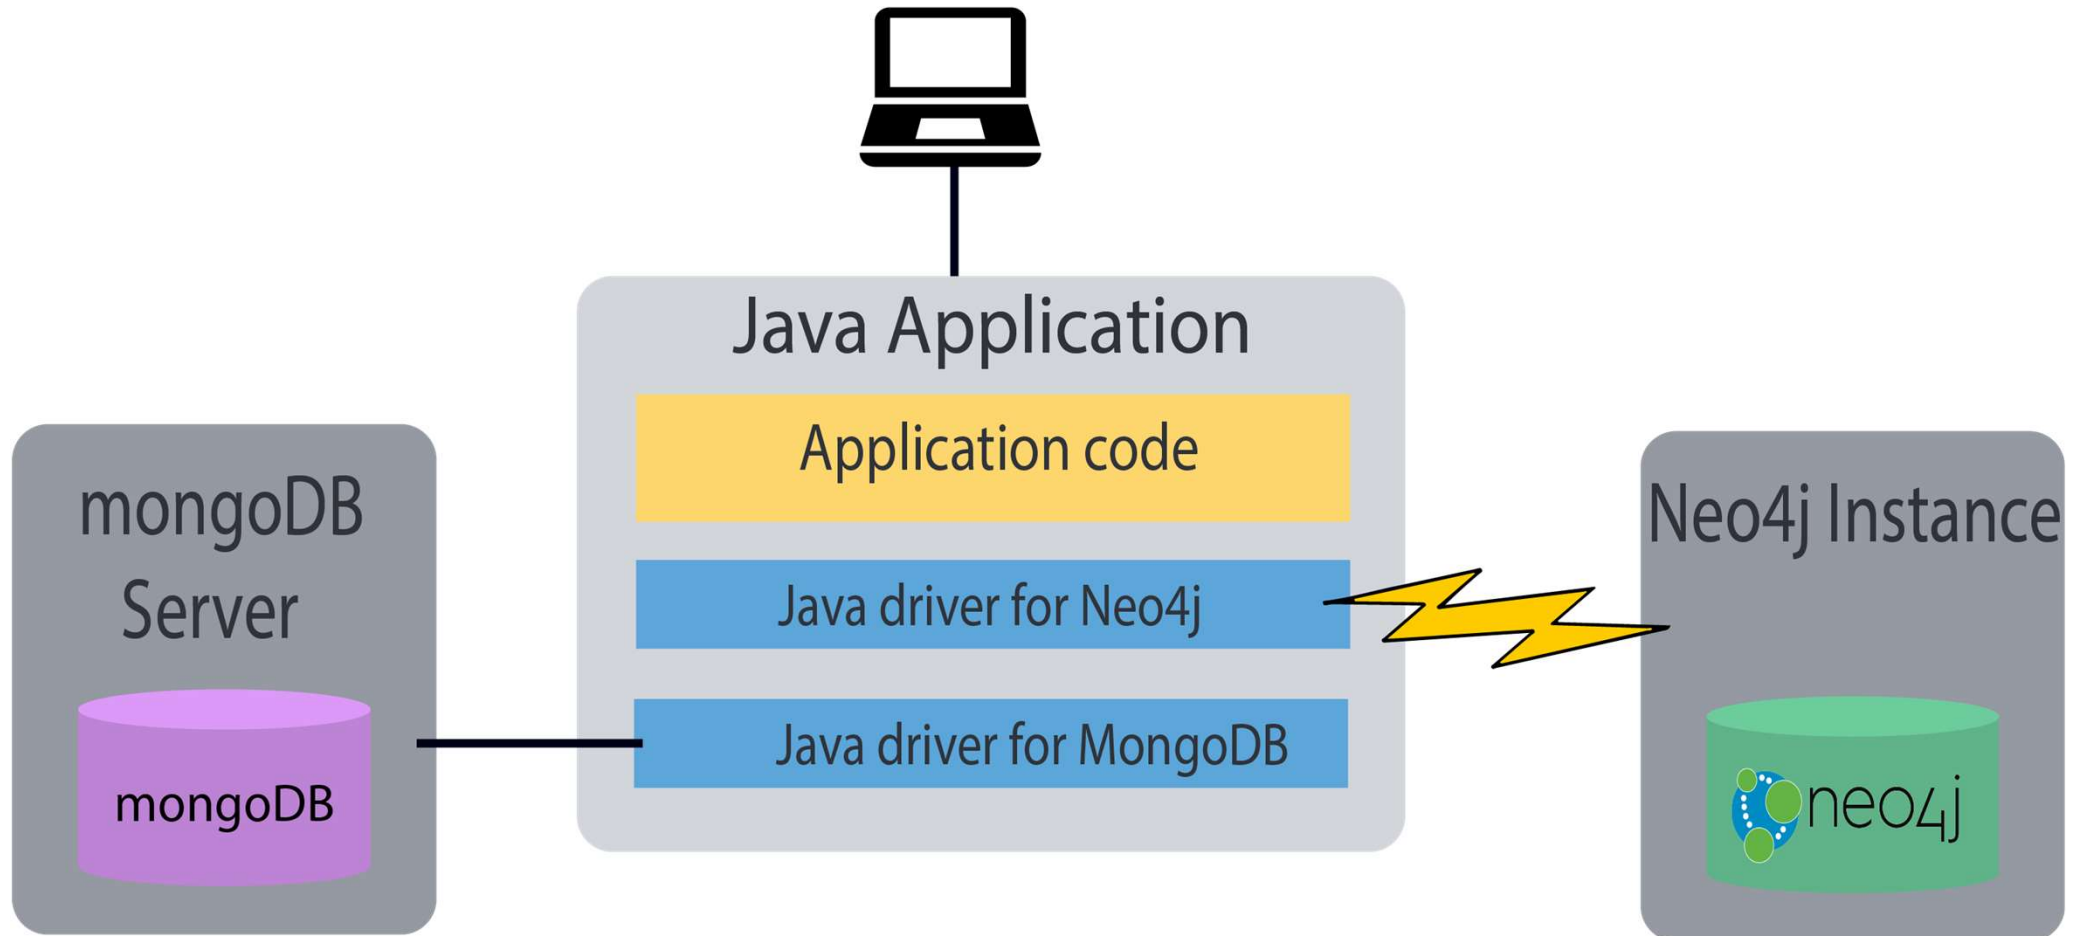 Java Application
Application code
Java driver for Neo4j
Java driver for MongoDB
mongoDB
Server
mongoDB
Neo4j Instance
neo4j